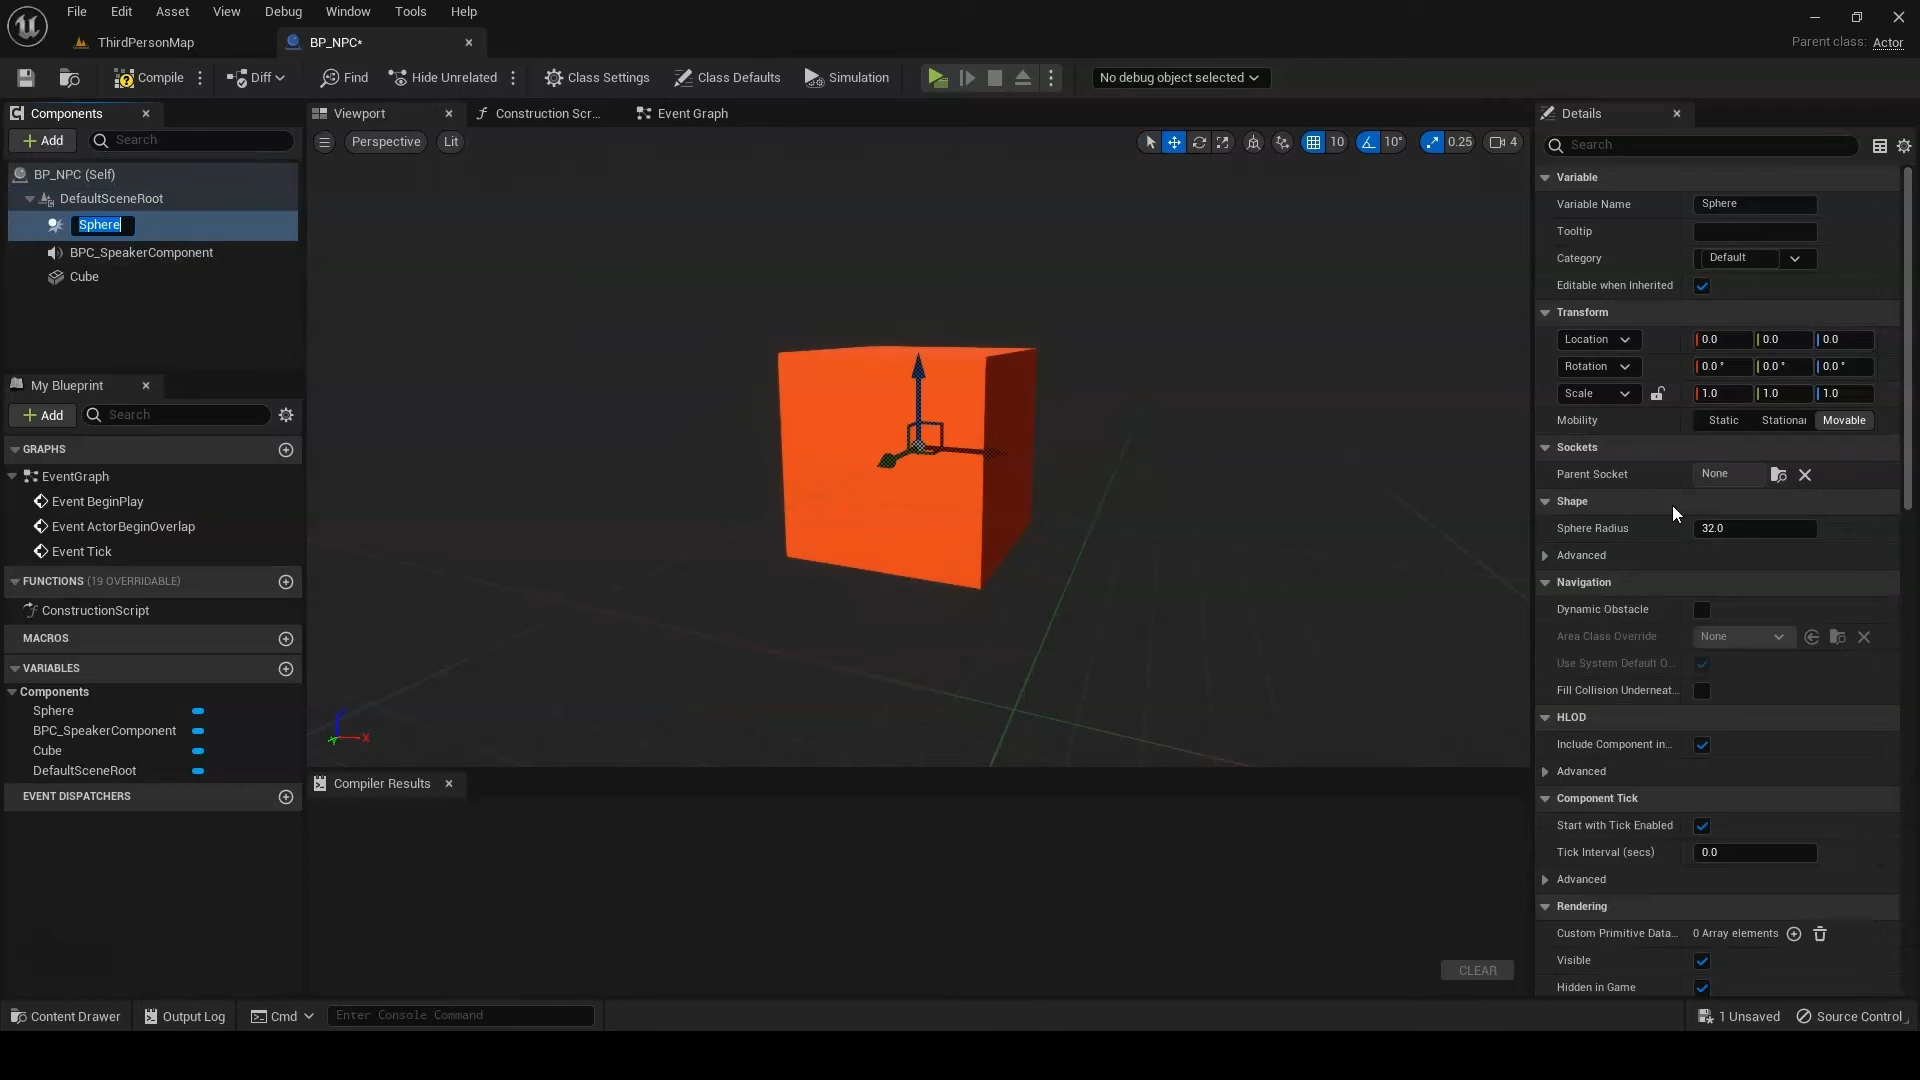 File Edit Asset View Debug Window Tools Help
ThirdPersonMap
BP_NPC*
Parent class: Actor
Compile
Diff
Find
Hide Unrelated
Class Settings
Class Defaults
Simulation
No debug object selected
Components
Add
Search
BP_NPC (Self)
DefaultSceneRoot
Sphere
BPC_SpeakerComponent
Cube
My Blueprint
Add
Search
GRAPHS
EventGraph
Event BeginPlay
Event ActorBeginOverlap
Event Tick
FUNCTIONS (19 OVERRIDABLE)
ConstructionScript
MACROS
VARIABLES
Components
Sphere
BPC_SpeakerComponent
Cube
DefaultSceneRoot
EVENT DISPATCHERS
Viewport
Construction Scr...
Event Graph
Perspective
Lit
10
10°
0.25
4
X
Compiler Results
CLEAR
Details
Search
Variable
Variable Name Sphere
Tooltip
Category Default
Editable when Inherited
Transform
Location 0.0 0.0 0.0
Rotation 0.0 ° 0.0 ° 0.0 °
Scale 1.0 1.0 1.0
Mobility Static Stationar Movable
Sockets
Parent Socket None
Shape
Sphere Radius 32.0
Advanced
Navigation
Dynamic Obstacle
Area Class Override None
Use System Default O...
Fill Collision Underneat...
HLOD
Include Component in...
Advanced
Component Tick
Start with Tick Enabled
Tick Interval (secs) 0.0
Advanced
Rendering
Custom Primitive Data... 0 Array elements
Visible
Hidden in Game
Content Drawer
Output Log
Cmd
Enter Console Command
1 Unsaved
Source Control